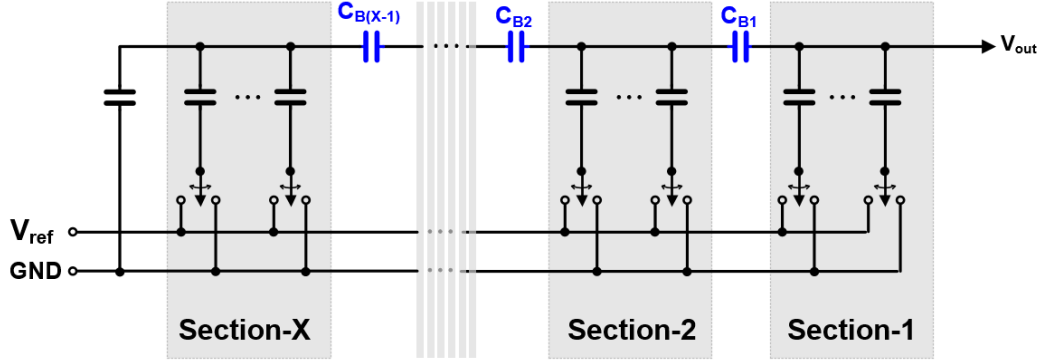 C_B(X-1)
C_B2
C_B1
...
V_out
...
...
...
V_ref
...
GND
...
Section-X
Section-2
Section-1